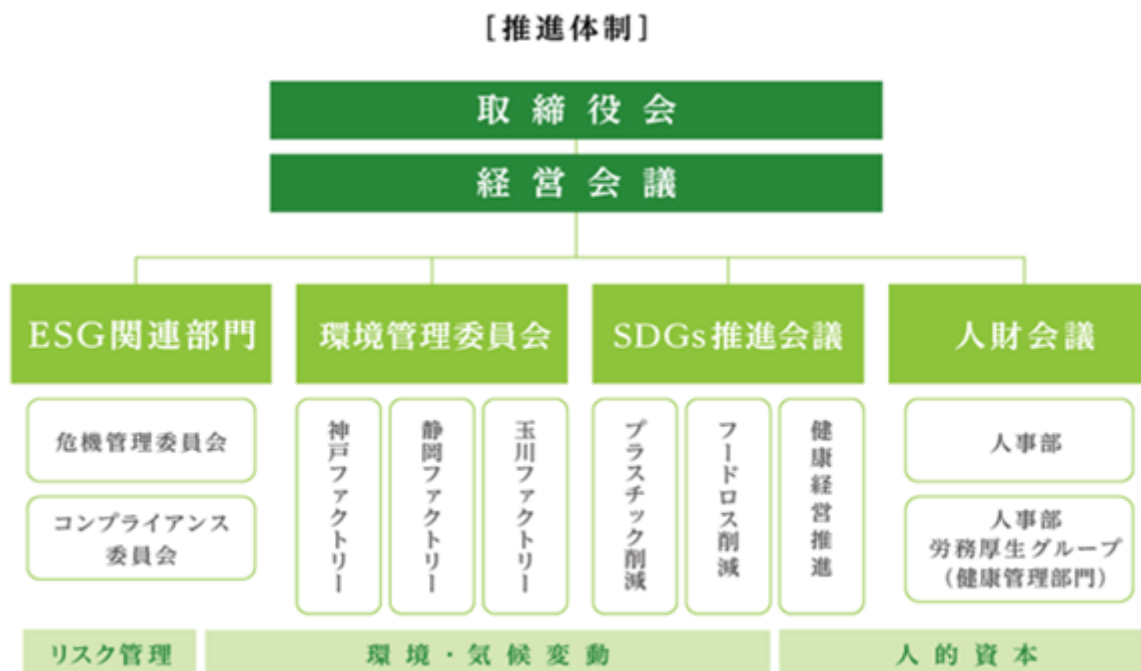 [推進体制]
取締役会
経営会議
ESG関連部門
危機管理委員会
コンプライアンス
委員会
環境管理委員会
神戸ファクトリー
静岡ファクトリー
玉川ファクトリー
SDGs推進会議
プラスチック削減
フードロス削減
健康経営推進
人財会議
人事部
人事部
労務厚生グループ
(健康管理部門)
リスク管理
環境・気候変動
人的資本